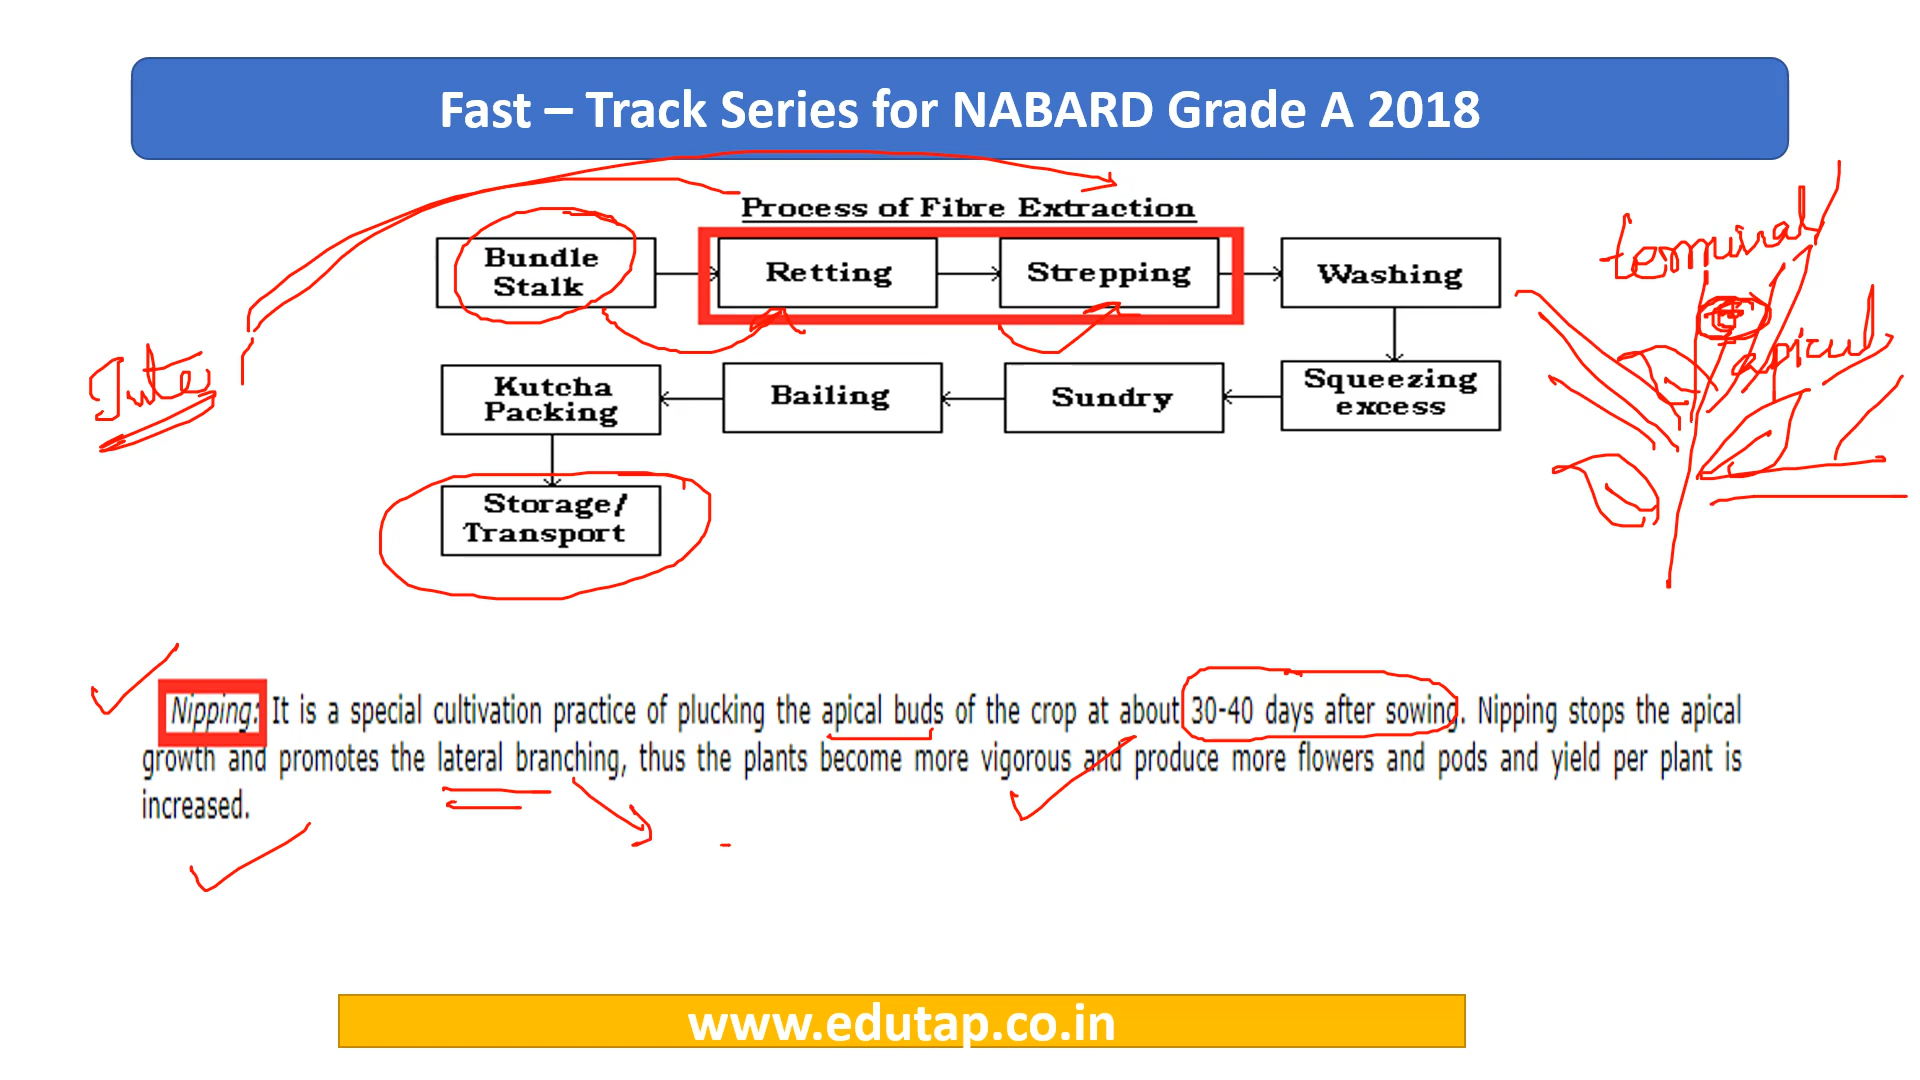 Fast – Track Series for NABARD Grade A 2018
Process of Fibre Extraction
Bundle
Stalk
Retting
Strepping
Washing
Squeezing
excess
Sundry
Bailing
Kutcha
Packing
Storage/
Transport
Jute
terminal
apical
Nipping: It is a special cultivation practice of plucking the apical buds of the crop at about 30-40 days after sowing. Nipping stops the apical
growth and promotes the lateral branching, thus the plants become more vigorous and produce more flowers and pods and yield per plant is
increased.
www.edutap.co.in